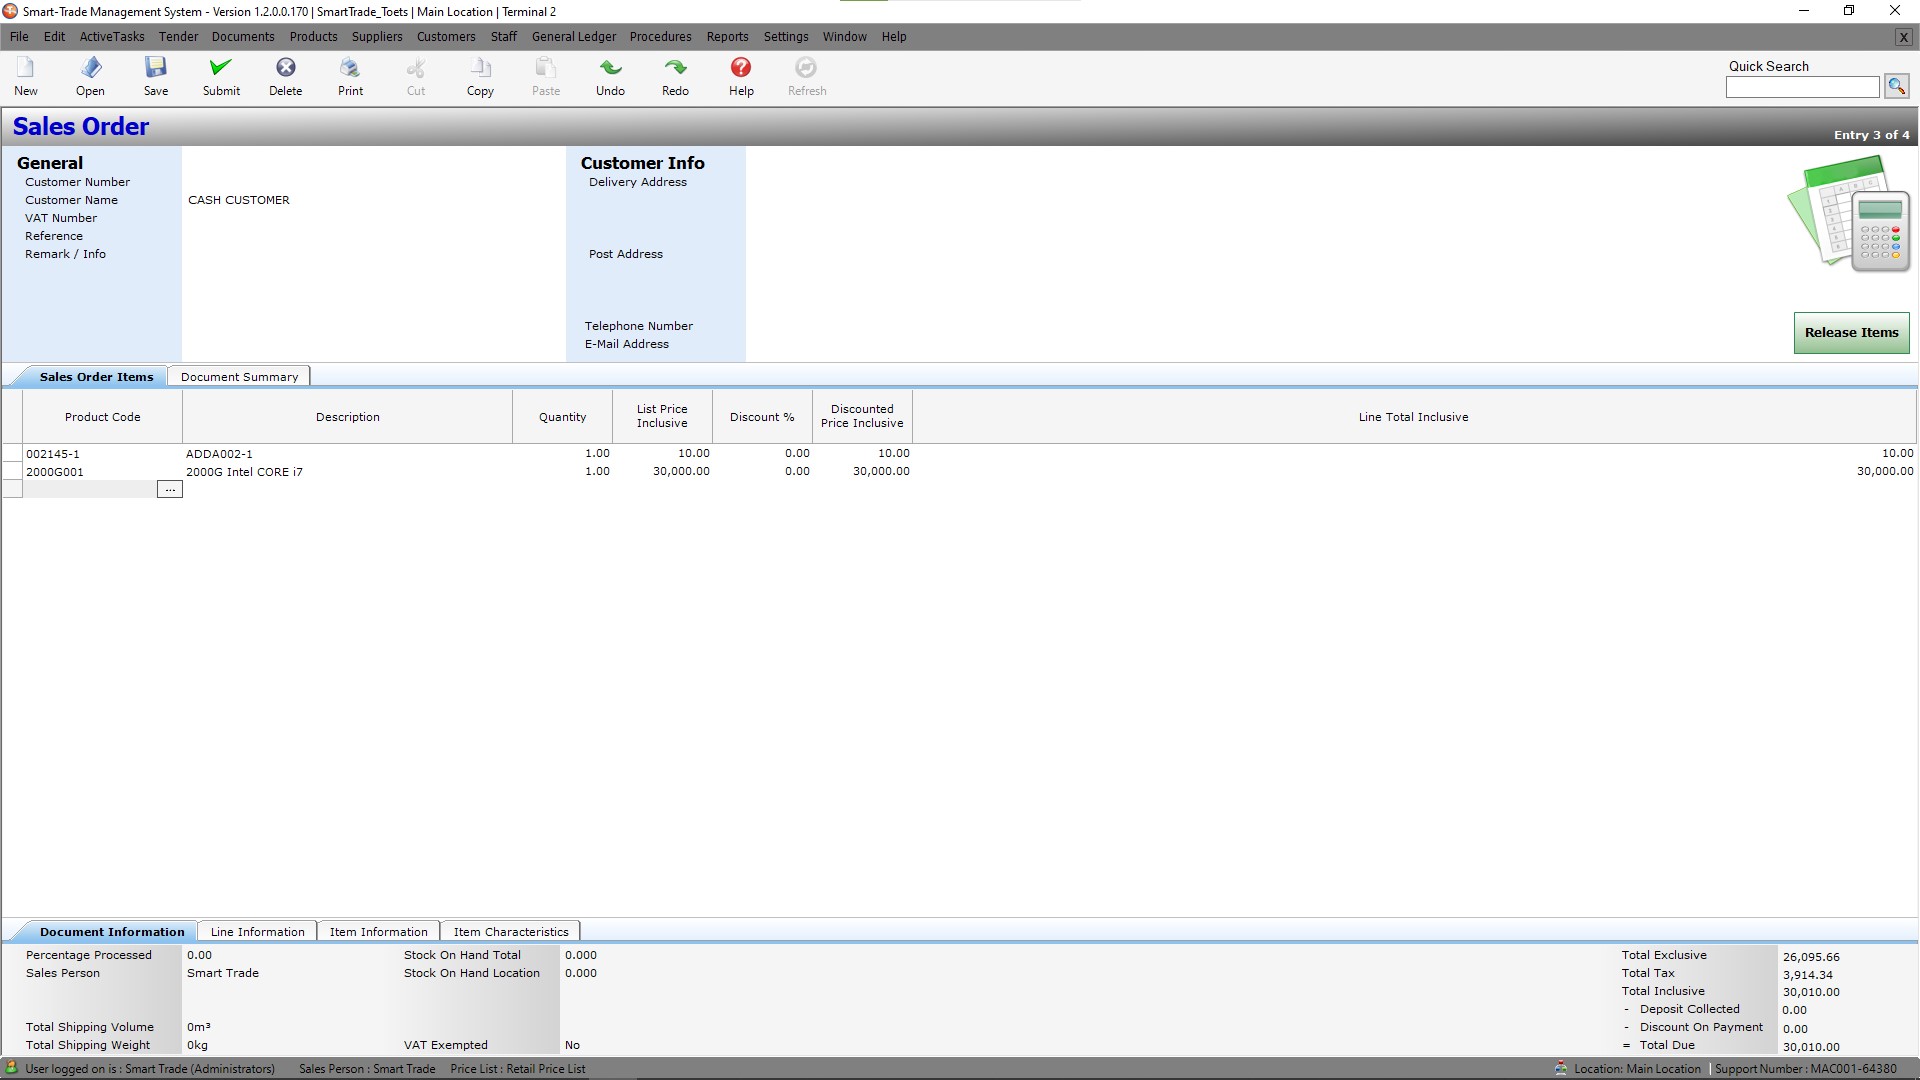 Smart-Trade Management System - Version 1.2.0.0.170 | SmartTrade_Toets | Main Location | Terminal 2
File Edit ActiveTasks Tender Documents Products Suppliers Customers Staff General Ledger Procedures Reports Settings Window Help X
New Open Save Submit Delete Print Cut Copy Paste Undo Redo Help Refresh
Quick Search
Sales Order
Entry 3 of 4
General
Customer Number
Customer Name CASH CUSTOMER
VAT Number
Reference
Remark / Info
Customer Info
Delivery Address
Post Address
Telephone Number
E-Mail Address
Release Items
Sales Order Items Document Summary
Product Code Description Quantity List Price Inclusive Discount % Discounted Price Inclusive Line Total Inclusive
002145-1 ADDA002-1 1.00 10.00 0.00 10.00 10.00
2000G001 2000G Intel CORE i7 1.00 30,000.00 0.00 30,000.00 30,000.00
...
Document Information Line Information Item Information Item Characteristics
Percentage Processed 0.00 Stock On Hand Total 0.000
Sales Person Smart Trade Stock On Hand Location 0.000
Total Shipping Volume 0m³
Total Shipping Weight 0kg VAT Exempted No
Total Exclusive 26,095.66
Total Tax 3,914.34
Total Inclusive 30,010.00
- Deposit Collected 0.00
- Discount On Payment 0.00
= Total Due 30,010.00
User logged on is : Smart Trade (Administrators) Sales Person : Smart Trade Price List : Retail Price List Location: Main Location | Support Number : MAC001-64380